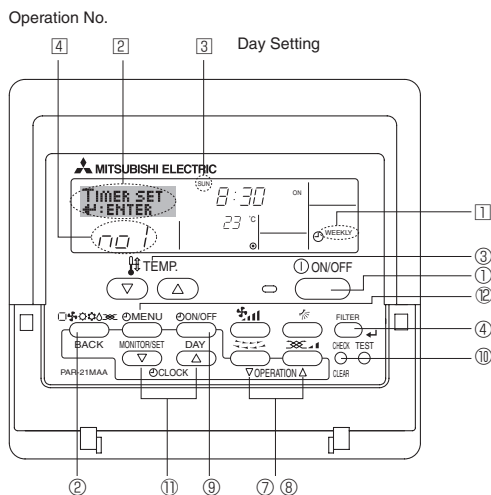 Operation No.
4 2 3 Day Setting
MITSUBISHI ELECTRIC
TIMER SET
↵:ENTER
SUN
8:30
ON
23 °C
no 1
WEEKLY
1
TEMP.
ON/OFF
③
①
⑫
④
⑩
MENU
ON/OFF
FILTER
BACK
MONITOR/SET
DAY
CHECK
TEST
PAR-21MAA
CLOCK
▽ OPERATION △
CLEAR
②
⑪
⑨
⑦ ⑧